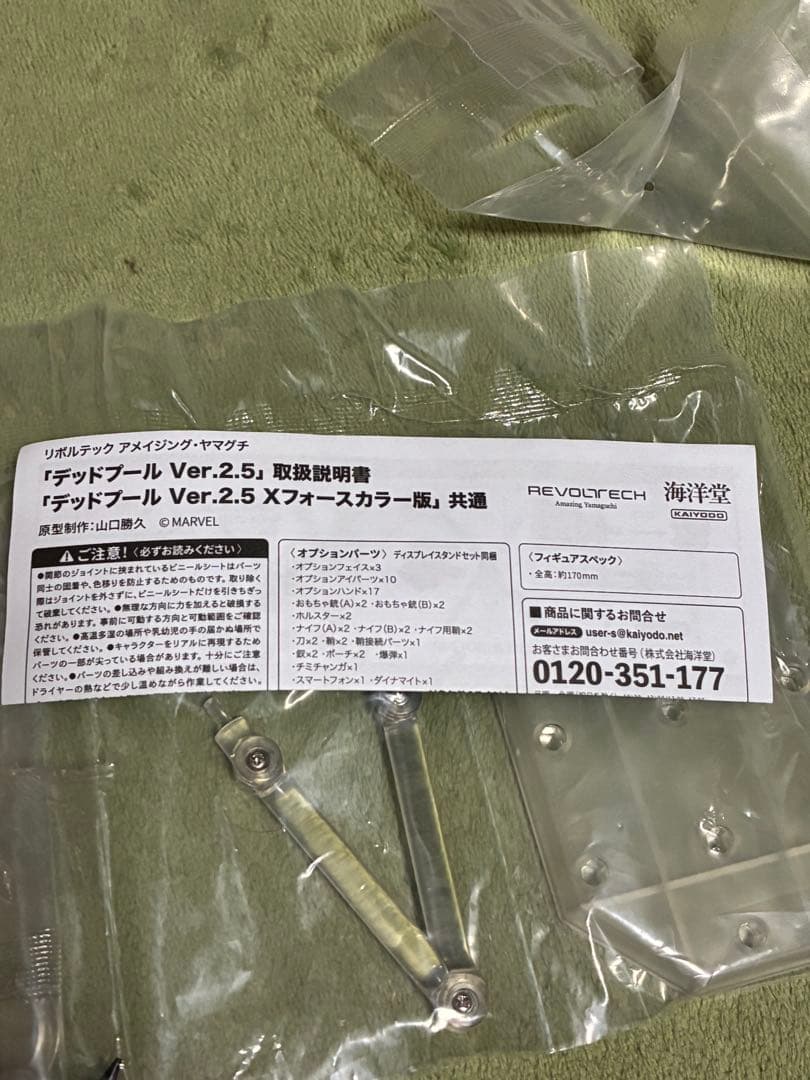 リボルテック アメイジング・ヤマグチ
「デッドプール Ver.2.5」取扱説明書
「デッドプール Ver.2.5 Xフォースカラー版」共通
原型制作：山口勝久　©MARVEL
REVOLTECH
Amazing Yamaguchi
海洋堂
KAIYODO
ご注意！〈必ずお読みください〉
●関節のジョイントに挟まれているビニールシートはパーツ
同士の固着や、色移りを防止するためのものです。取り除く
際はジョイントを外さずに、ビニールシートだけを引きちぎっ
て破棄してください。●無理な方向に力を加えると破損する
恐れがあります。事前に可動する方向と可動範囲をご確認
ください。●高温多湿の場所や乳幼児の手の届かぬ場所で
保管してください。●キャラクターをリアルに再現するため
パーツの一部が尖っている場合があります。十分にご注意
ください。●パーツの差し込みや組み換えが難しい場合は、
ドライヤーの熱などで少し温めながら作業してください。
〈オプションパーツ〉ディスプレイスタンドセット同梱
・オプションフェイス×3
・オプションアイパーツ×10
・オプションハンド×17
・おもちゃ銃（A）×2 ・おもちゃ銃（B）×2
・ホルスター×2
・ナイフ（A）×2 ・ナイフ（B）×2 ・ナイフ用鞘×2
・刀×2 ・鞘×2 ・鞘接続パーツ×1
・釵×2 ・ポーチ×2　・爆弾×1
・チミチャンガ×1
・スマートフォン×1 ・ダイナマイト×1
〈フィギュアスペック〉
・全高：約170mm
■商品に関するお問合せ
メールアドレス user-s@kaiyodo.net
お客さまお問合わせ番号（株式会社海洋堂）
0120-351-177